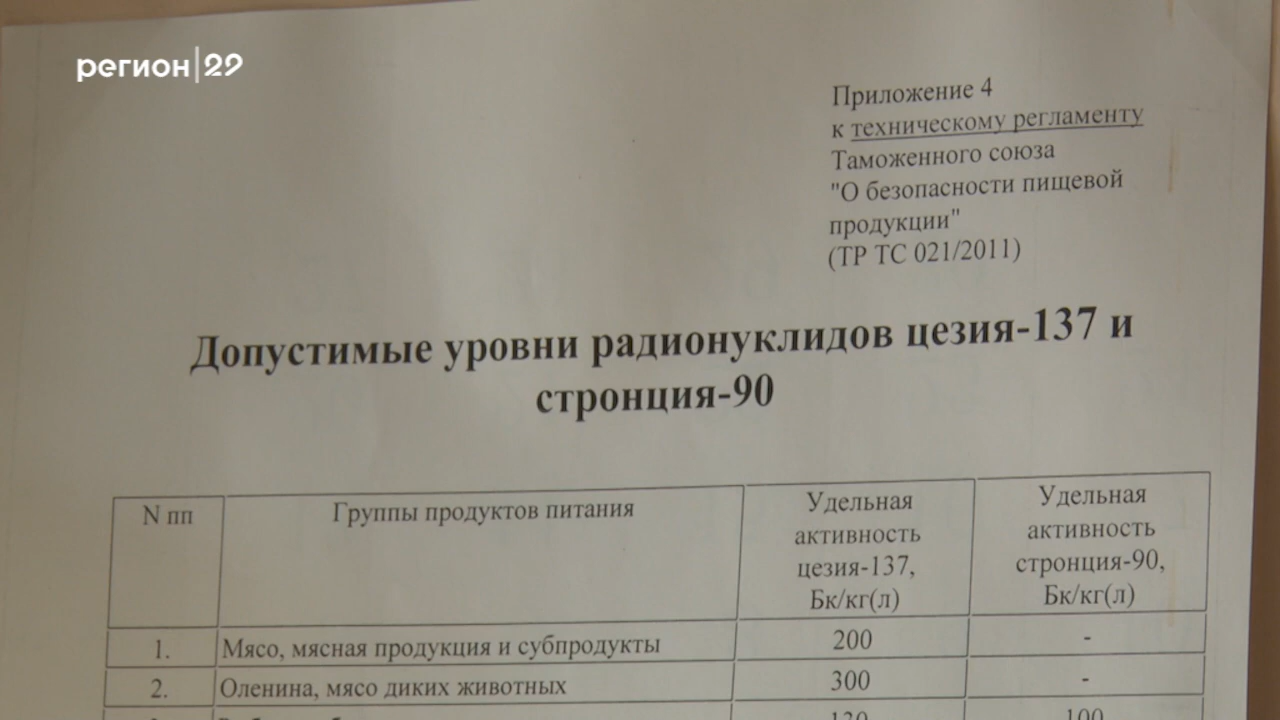 регион|29
Приложение 4
к техническому регламенту
Таможенного союза
"О безопасности пищевой
продукции"
(ТР ТС 021/2011)
Допустимые уровни радионуклидов цезия-137 и
стронция-90
N пп
Группы продуктов питания
Удельная
активность
цезия-137,
Бк/кг(л)
Удельная
активность
стронция-90,
Бк/кг(л)
1. Мясо, мясная продукция и субпродукты 200 -
2. Оленина, мясо диких животных 300 -
130 100